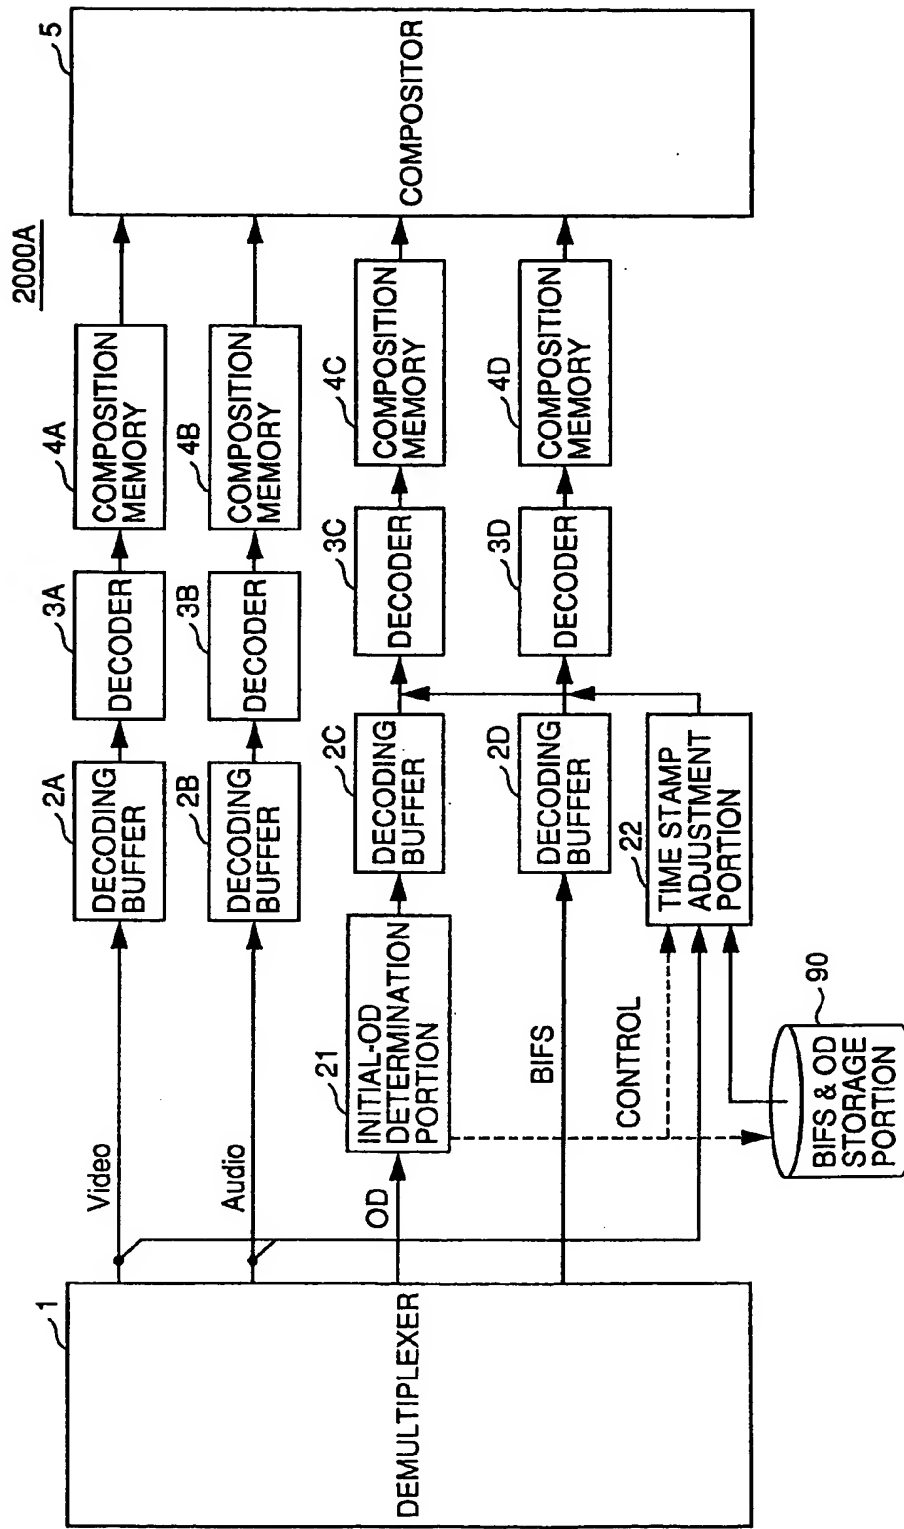 2000A
1
DEMULTIPLEXER
Video
Audio
OD
BIFS
CONTROL
21
INITIAL-OD
DETERMINATION
PORTION
90
BIFS & OD
STORAGE
PORTION
2A
DECODING
BUFFER
2B
DECODING
BUFFER
2C
DECODING
BUFFER
2D
DECODING
BUFFER
22
TIME STAMP
ADJUSTMENT
PORTION
3A
DECODER
3B
DECODER
3C
DECODER
3D
DECODER
4A
COMPOSITION
MEMORY
4B
COMPOSITION
MEMORY
4C
COMPOSITION
MEMORY
4D
COMPOSITION
MEMORY
5
COMPOSITOR